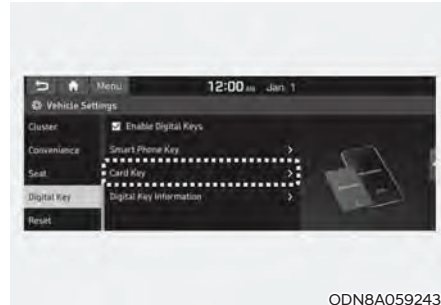 Menu 12:00 AM Jan. 1
Vehicle Settings
Cluster
Enable Digital Keys
Convenience
Smart Phone Key
Seat
Card Key
Digital Key
Digital Key Information
Reset
ODN8A059243